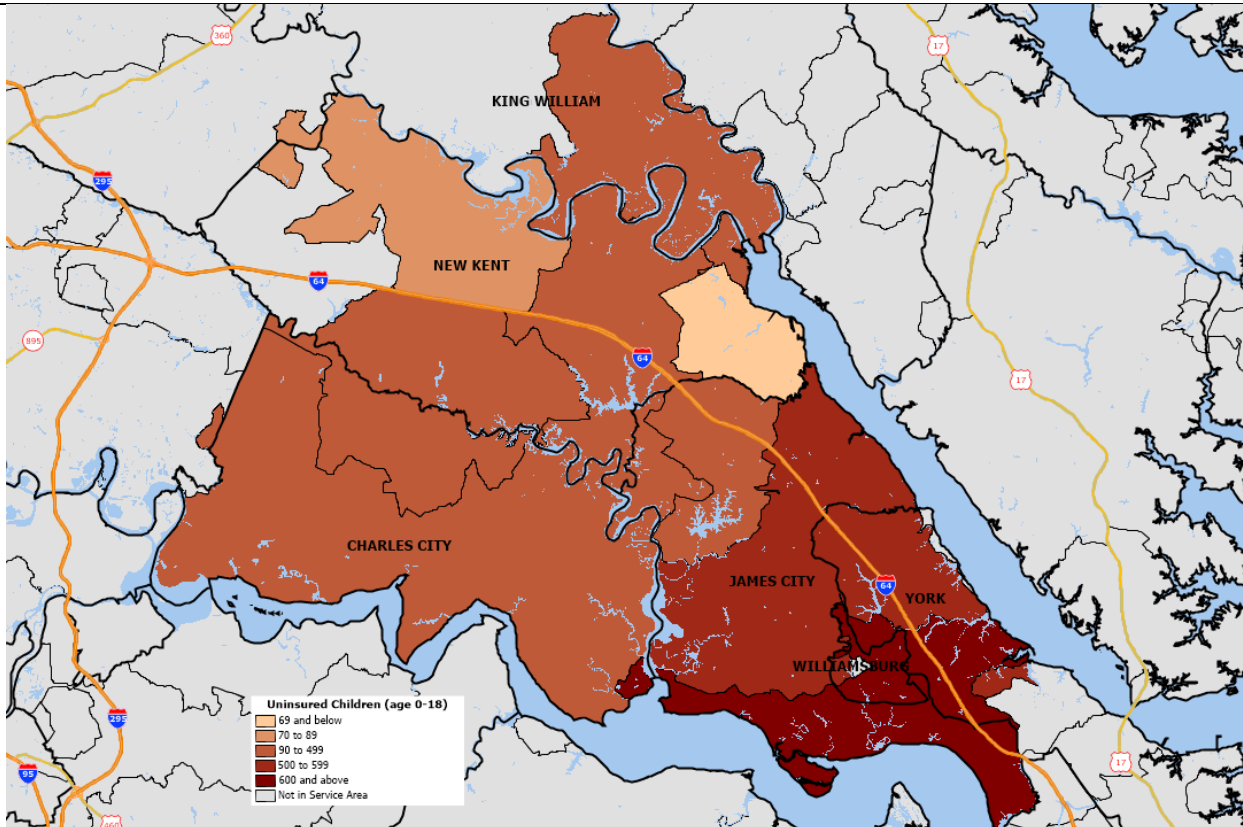 360
17
KING WILLIAM
295
NEW KENT
64
895
64
17
CHARLES CITY
JAMES CITY
64
YORK
WILLIAMSBURG
Uninsured Children (age 0-18)
69 and below
70 to 89
90 to 499
500 to 599
600 and above
Not in Service Area
295
17
95
460